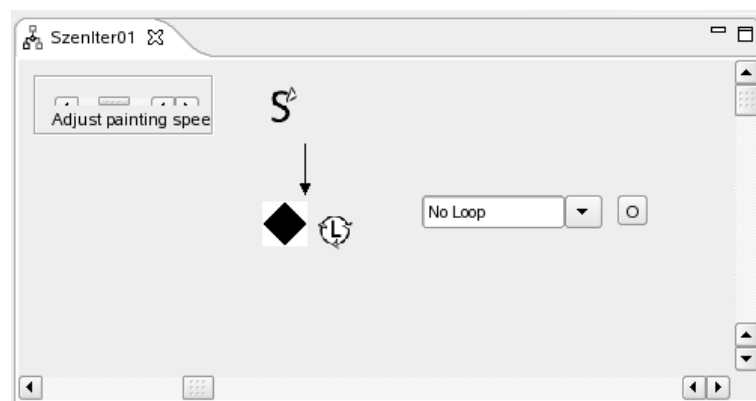 SzenIter01
Adjust painting spee
S
L
No Loop
O